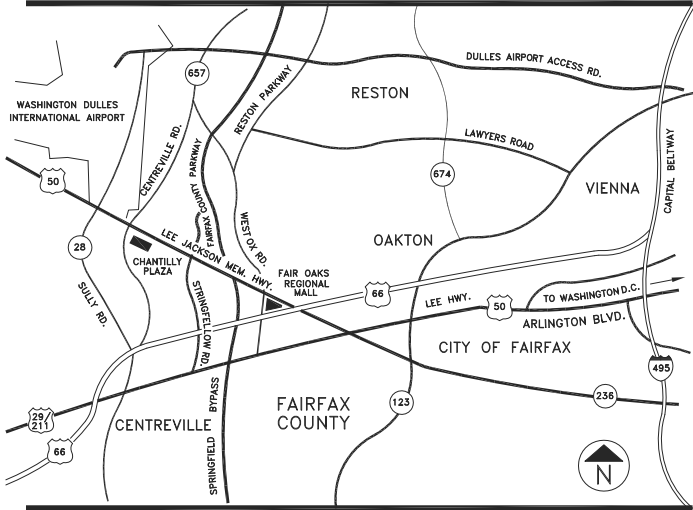 DULLES AIRPORT ACCESS RD.
657
RESTON PARKWAY
RESTON
WASHINGTON DULLES
INTERNATIONAL AIRPORT
CENTREVILLE RD.
FAIRFAX COUNTY PARKWAY
LAWYERS ROAD
CAPITAL BELTWAY
50
674
VIENNA
28
LEE JACKSON MEM. HWY.
WEST OX RD.
OAKTON
CHANTILLY
PLAZA
FAIR OAKS
REGIONAL
MALL
SULLY RD.
STRINGFELLOW RD.
66
LEE HWY.
50
TO WASHINGTON D.C.
ARLINGTON BLVD.
CITY OF FAIRFAX
495
29
211
66
CENTREVILLE
SPRINGFIELD BYPASS
FAIRFAX
COUNTY
123
236
N